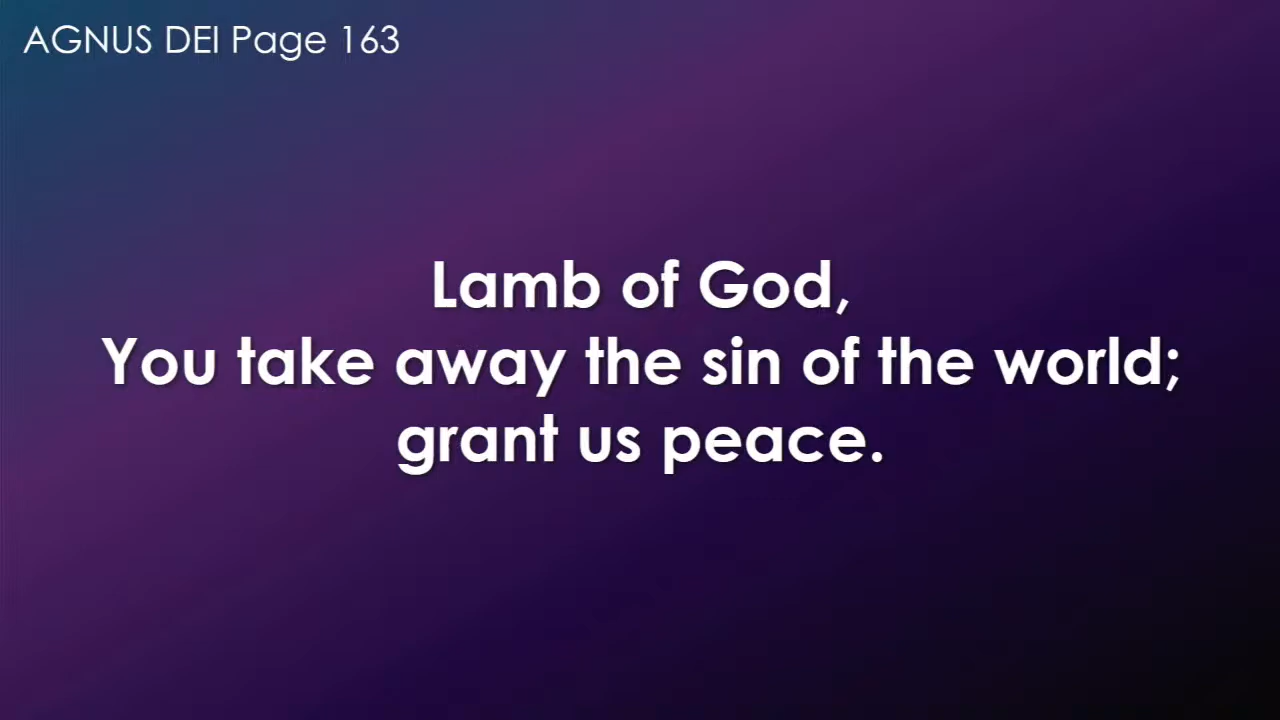 AGNUS DEI Page 163
Lamb of God,
You take away the sin of the world;
grant us peace.